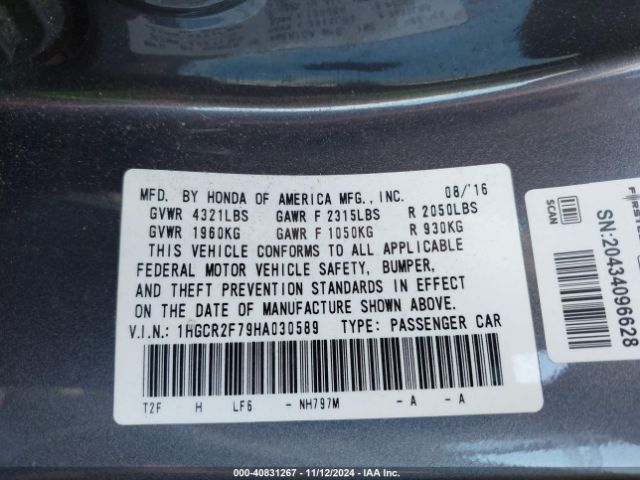 MFD. BY HONDA OF AMERICA MFG., INC. 08/'16
GVWR 4321LBS GAWR F 2315LBS R 2050LBS
GVWR 1960KG GAWR F 1050KG R 930KG
THIS VEHICLE CONFORMS TO ALL APPLICABLE
FEDERAL MOTOR VEHICLE SAFETY, BUMPER,
AND THEFT PREVENTION STANDARDS IN EFFECT
ON THE DATE OF MANUFACTURE SHOWN ABOVE.
V.I.N.: 1HGCR2F79HA030589 TYPE: PASSENGER CAR
T2F H LF6 - NH797M - A - A
SCAN
SN:20434096628
000-40831267 - 11/12/2024 - IAA Inc.